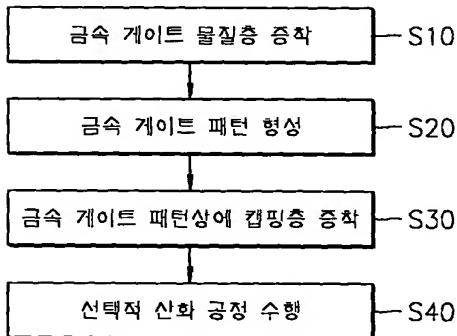 금속 게이트 물질층 증착 S10
금속 게이트 패턴 형성 S20
금속 게이트 패턴상에 캡핑층 증착 S30
선택적 산화 공정 수행 S40